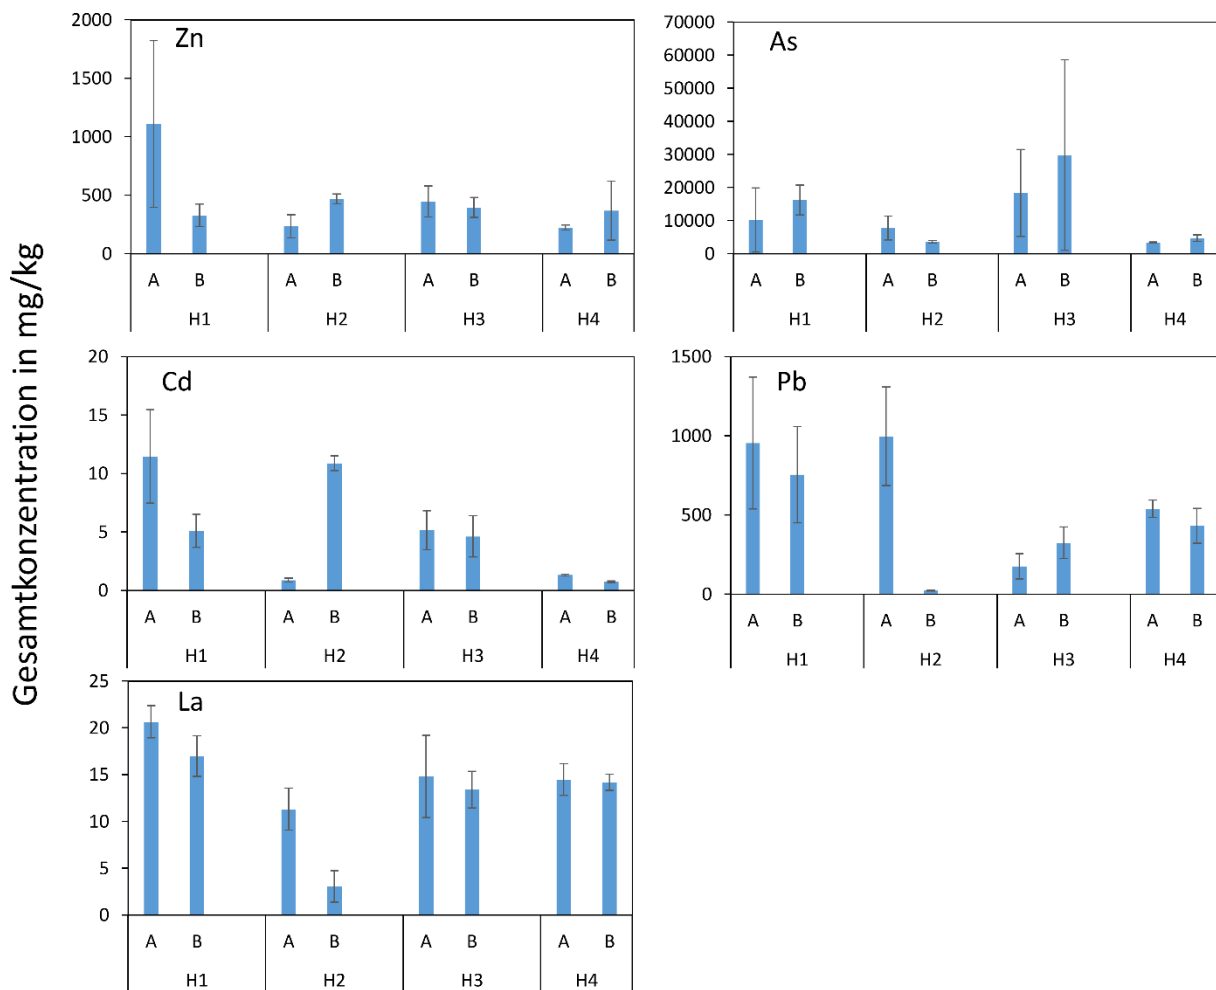 Gesamtkonzentration in mg/kg
Zn
2000
1500
1000
500
0
A B A B A B A B
H1 H2 H3 H4
As
70000
60000
50000
40000
30000
20000
10000
0
A B A B A B A B
H1 H2 H3 H4
Cd
20
15
10
5
0
A B A B A B A B
H1 H2 H3 H4
Pb
1500
1000
500
0
A B A B A B A B
H1 H2 H3 H4
La
25
20
15
10
5
0
A B A B A B A B
H1 H2 H3 H4